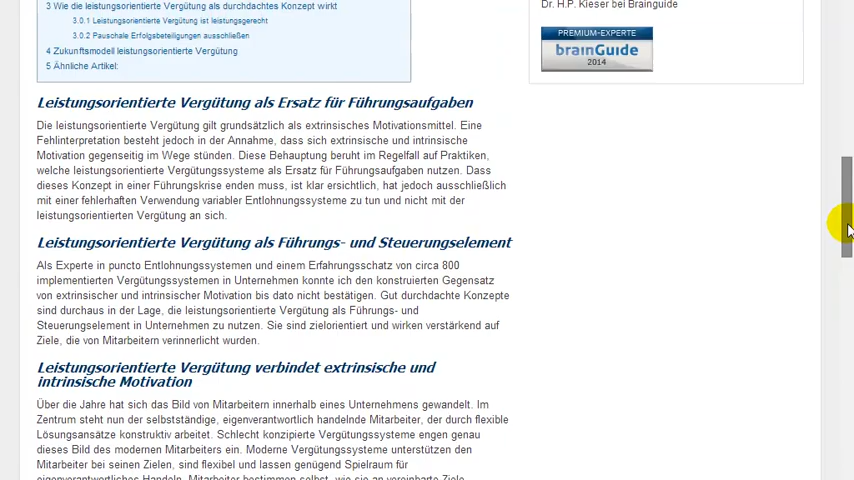 3 Wie die leistungsorientierte Vergütung als durchdachtes Konzept wirkt
3.0.1 Leistungsorientierte Vergütung ist leistungsgerecht
3.0.2 Pauschale Erfolgsbeteiligungen ausschließen
4 Zukunftsmodell leistungsorientierte Vergütung
5 Ähnliche Artikel:
Dr. H.P. Kieser bei Brainguide
PREMIUM-EXPERTE
brainGuide
2014
Leistungsorientierte Vergütung als Ersatz für Führungsaufgaben
Die leistungsorientierte Vergütung gilt grundsätzlich als extrinsisches Motivationsmittel. Eine
Fehlinterpretation besteht jedoch in der Annahme, dass sich extrinsische und intrinsische
Motivation gegenseitig im Wege stünden. Diese Behauptung beruht im Regelfall auf Praktiken,
welche leistungsorientierte Vergütungssysteme als Ersatz für Führungsaufgaben nutzen. Dass
dieses Konzept in einer Führungskrise enden muss, ist klar ersichtlich, hat jedoch ausschließlich
mit einer fehlerhaften Verwendung variabler Entlohnungssysteme zu tun und nicht mit der
leistungsorientierten Vergütung an sich.
Leistungsorientierte Vergütung als Führungs- und Steuerungselement
Als Experte in puncto Entlohnungssystemen und einem Erfahrungsschatz von circa 800
implementierten Vergütungssystemen in Unternehmen konnte ich den konstruierten Gegensatz
von extrinsischer und intrinsischer Motivation bis dato nicht bestätigen. Gut durchdachte Konzepte
sind durchaus in der Lage, die leistungsorientierte Vergütung als Führungs- und
Steuerungselement in Unternehmen zu nutzen. Sie sind zielorientiert und wirken verstärkend auf
Ziele, die von Mitarbeitern verinnerlicht wurden.
Leistungsorientierte Vergütung verbindet extrinsische und
intrinsische Motivation
Über die Jahre hat sich das Bild von Mitarbeitern innerhalb eines Unternehmens gewandelt. Im
Zentrum steht nun der selbstständige, eigenverantwortlich handelnde Mitarbeiter, der durch flexible
Lösungsansätze konstruktiv arbeitet. Schlecht konzipierte Vergütungssysteme engen genau
dieses Bild des modernen Mitarbeiters ein. Moderne Vergütungssysteme unterstützen den
Mitarbeiter bei seinen Zielen, sind flexibel und lassen genügend Spielraum für
eigenverantwortliches Handeln. Mitarbeiter bestimmen selbst, wie sie an vereinbarte Ziele